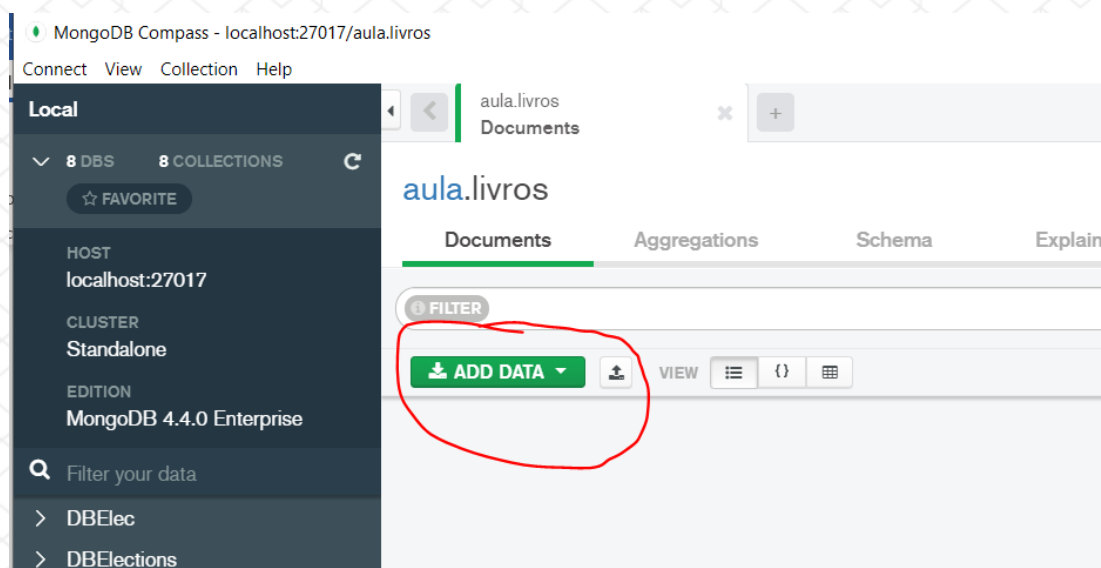 MongoDB Compass - localhost:27017/aula.livros
Connect View Collection Help
Local
8 DBS 8 COLLECTIONS
FAVORITE
HOST
localhost:27017
CLUSTER
Standalone
EDITION
MongoDB 4.4.0 Enterprise
Filter your data
DBElec
DBElections
aula.livros
Documents
aula.livros
Documents Aggregations Schema Explain
FILTER
ADD DATA VIEW {}